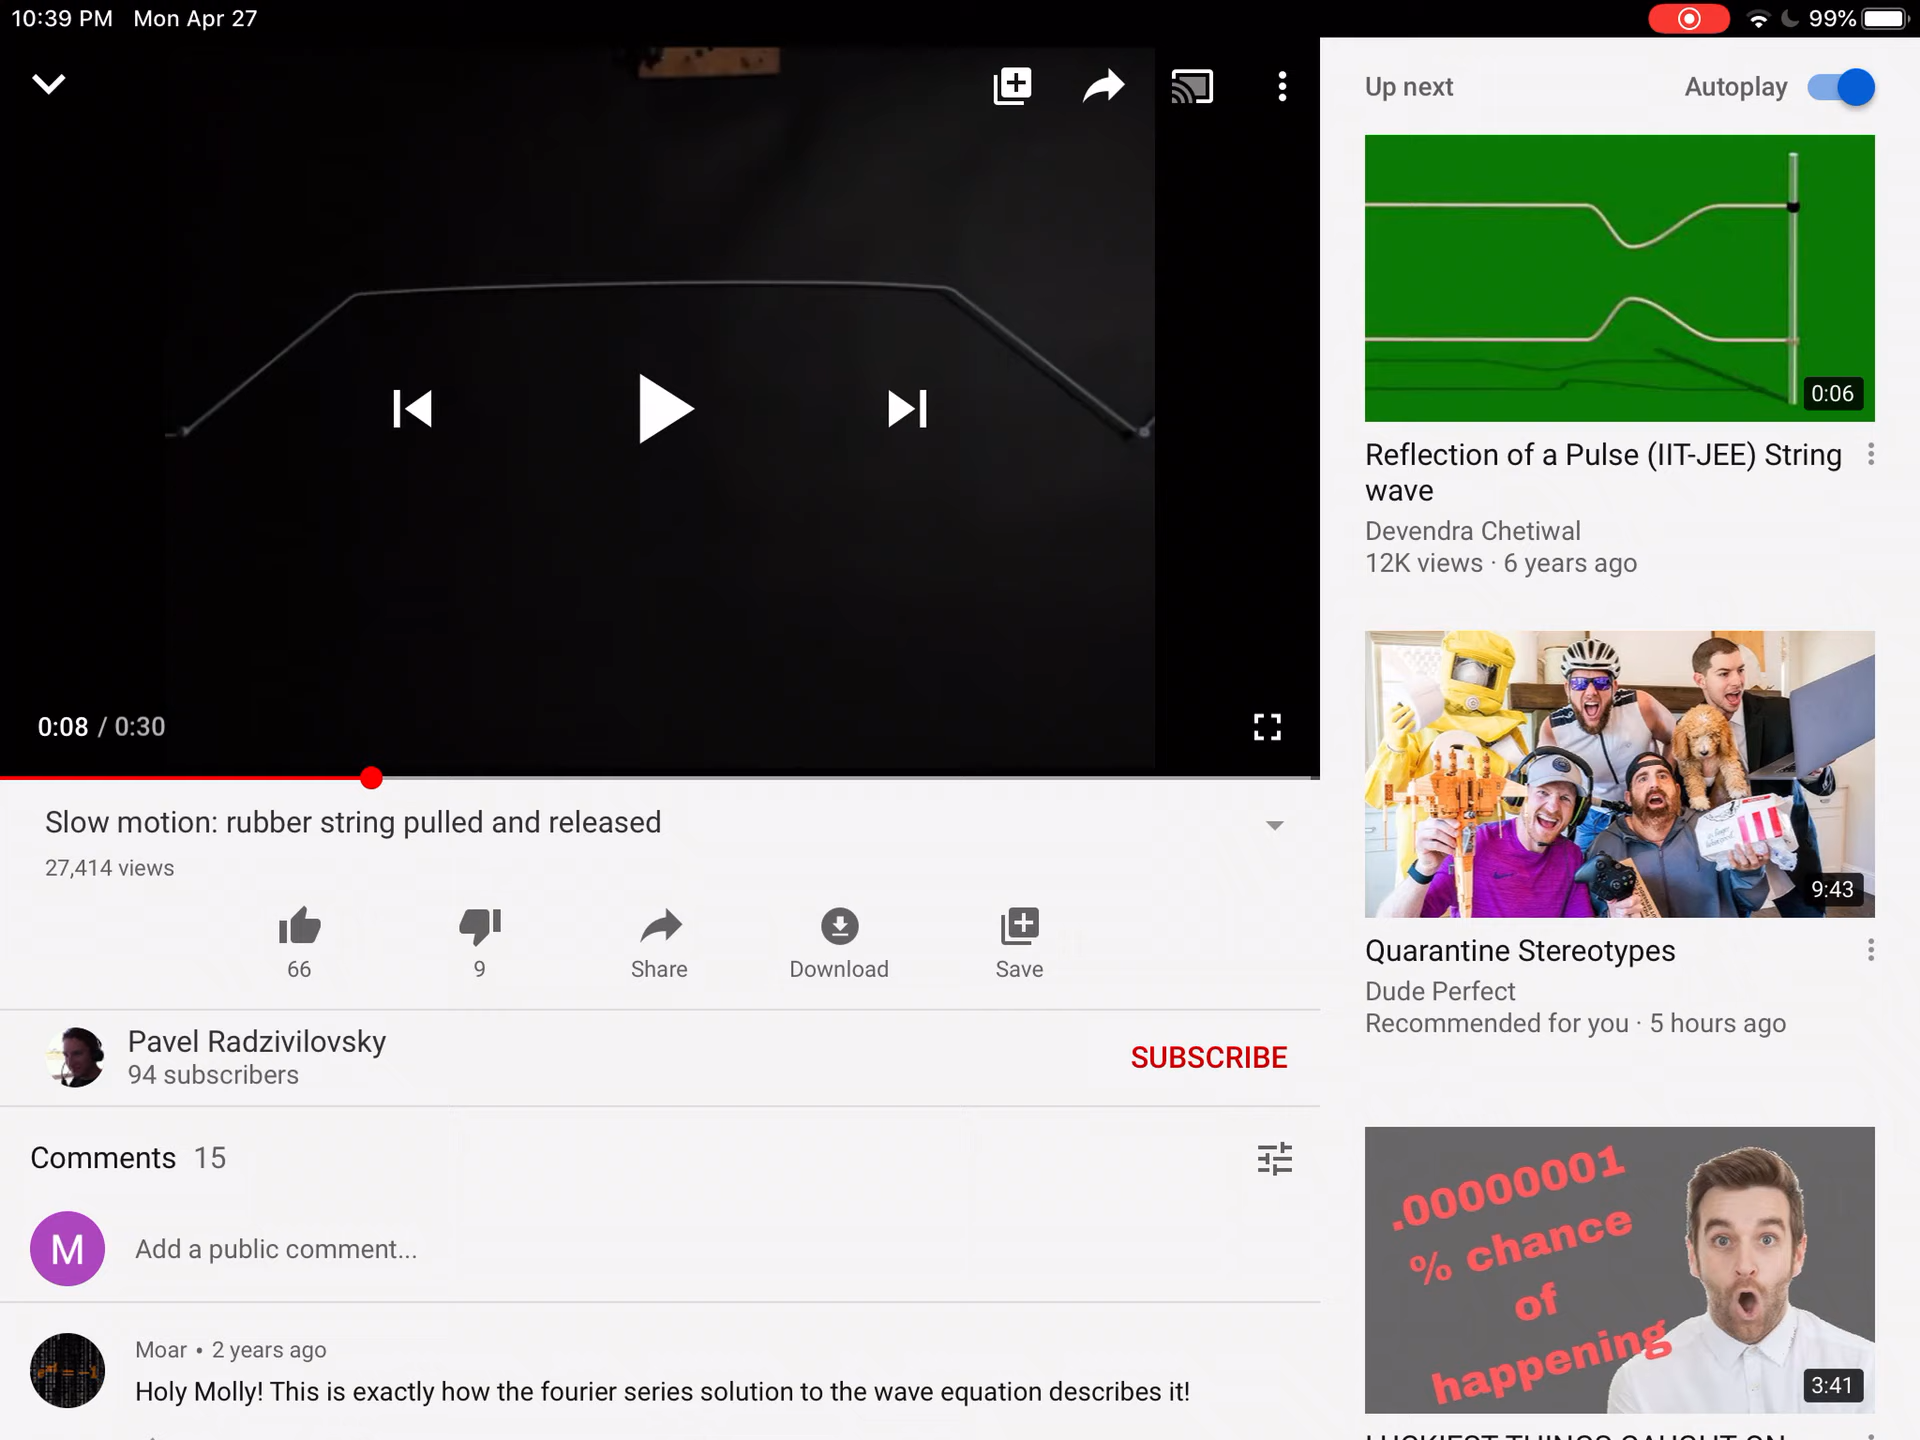 10:39 PM Mon Apr 27
99%
Up next
Autoplay
0:06
Reflection of a Pulse (IIT-JEE) String
wave
Devendra Chetiwal
12K views · 6 years ago
9:43
Quarantine Stereotypes
Dude Perfect
Recommended for you · 5 hours ago
.00000001
% chance
of
happening
3:41
0:08 / 0:30
Slow motion: rubber string pulled and released
27,414 views
66
9
Share
Download
Save
Pavel Radzivilovsky
94 subscribers
SUBSCRIBE
Comments 15
M
Add a public comment...
Moar • 2 years ago
Holy Molly! This is exactly how the fourier series solution to the wave equation describes it!